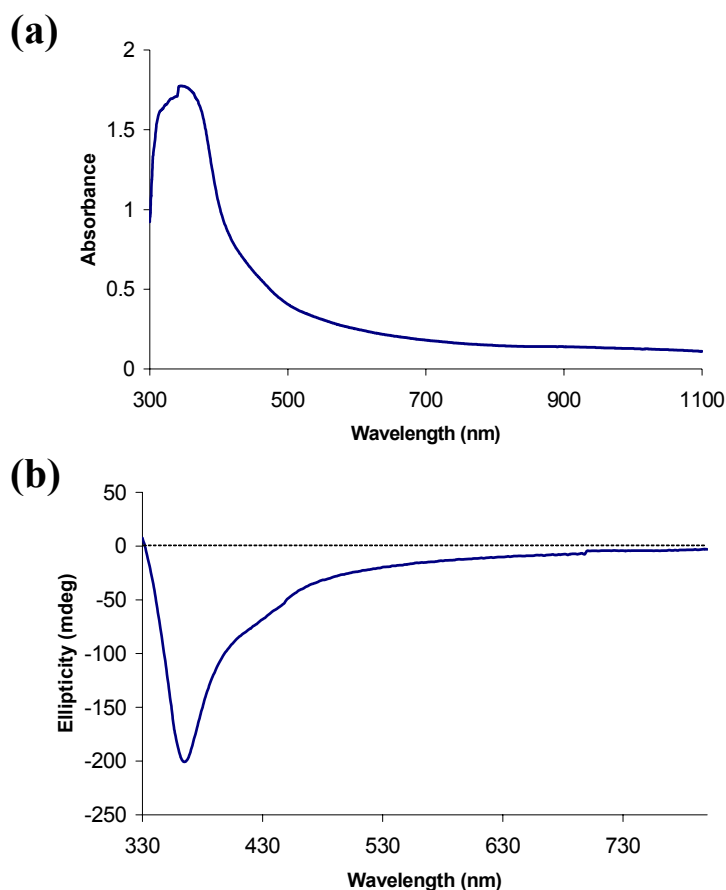 (a)
2
1.5
1
0.5
0
Absorbance
300 500 700 900 1100
Wavelength (nm)
(b)
50
0
-50
-100
-150
-200
-250
Ellipticity (mdeg)
330 430 530 630 730
Wavelength (nm)